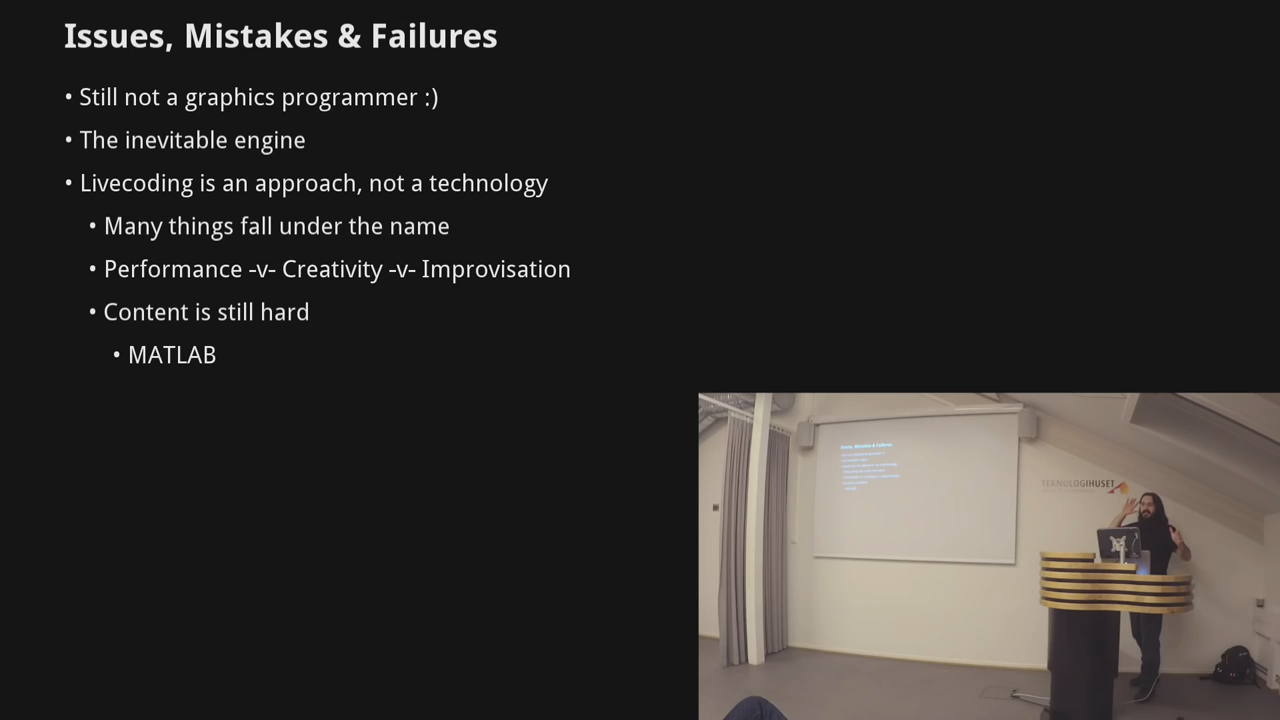 Issues, Mistakes & Failures
• Still not a graphics programmer :)
• The inevitable engine
• Livecoding is an approach, not a technology
• Many things fall under the name
• Performance -v- Creativity -v- Improvisation
• Content is still hard
• MATLAB
TEKNOLOGIHUSET